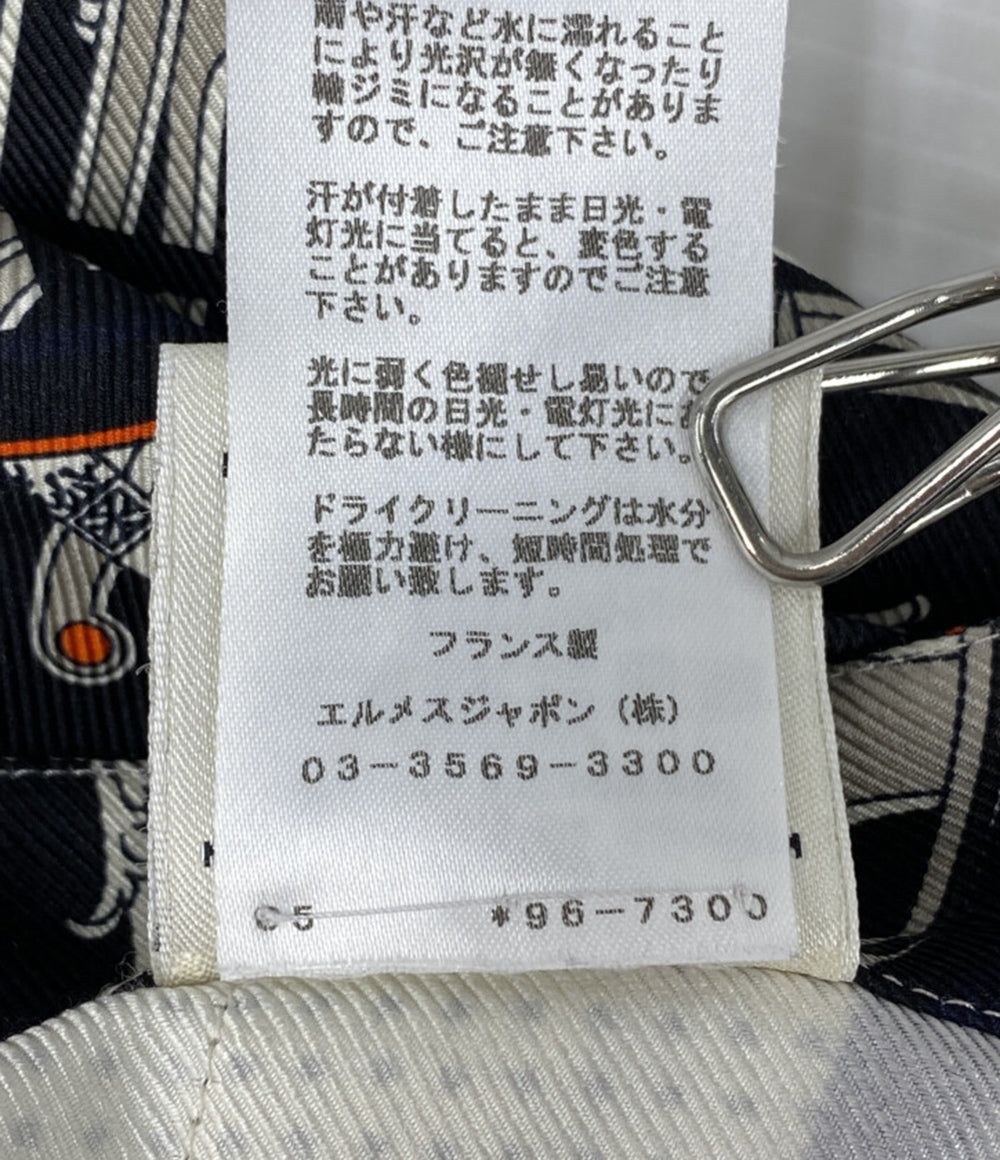 雨や汗など水に濡れること
により光沢が無くなったり
輪ジミになることがありま
すので、ご注意下さい。
汗が付着したまま日光・電
灯光に当てると、変色する
ことがありますのでご注意
下さい。
光に弱く色褪せし易いので
長時間の日光・電灯光にあ
たらない様にして下さい。
ドライクリーニングは水分
を極力避け、短時間処理で
お願い致します。
フランス製
エルメスジャポン（株）
03－3569－3300
65 *96－7300